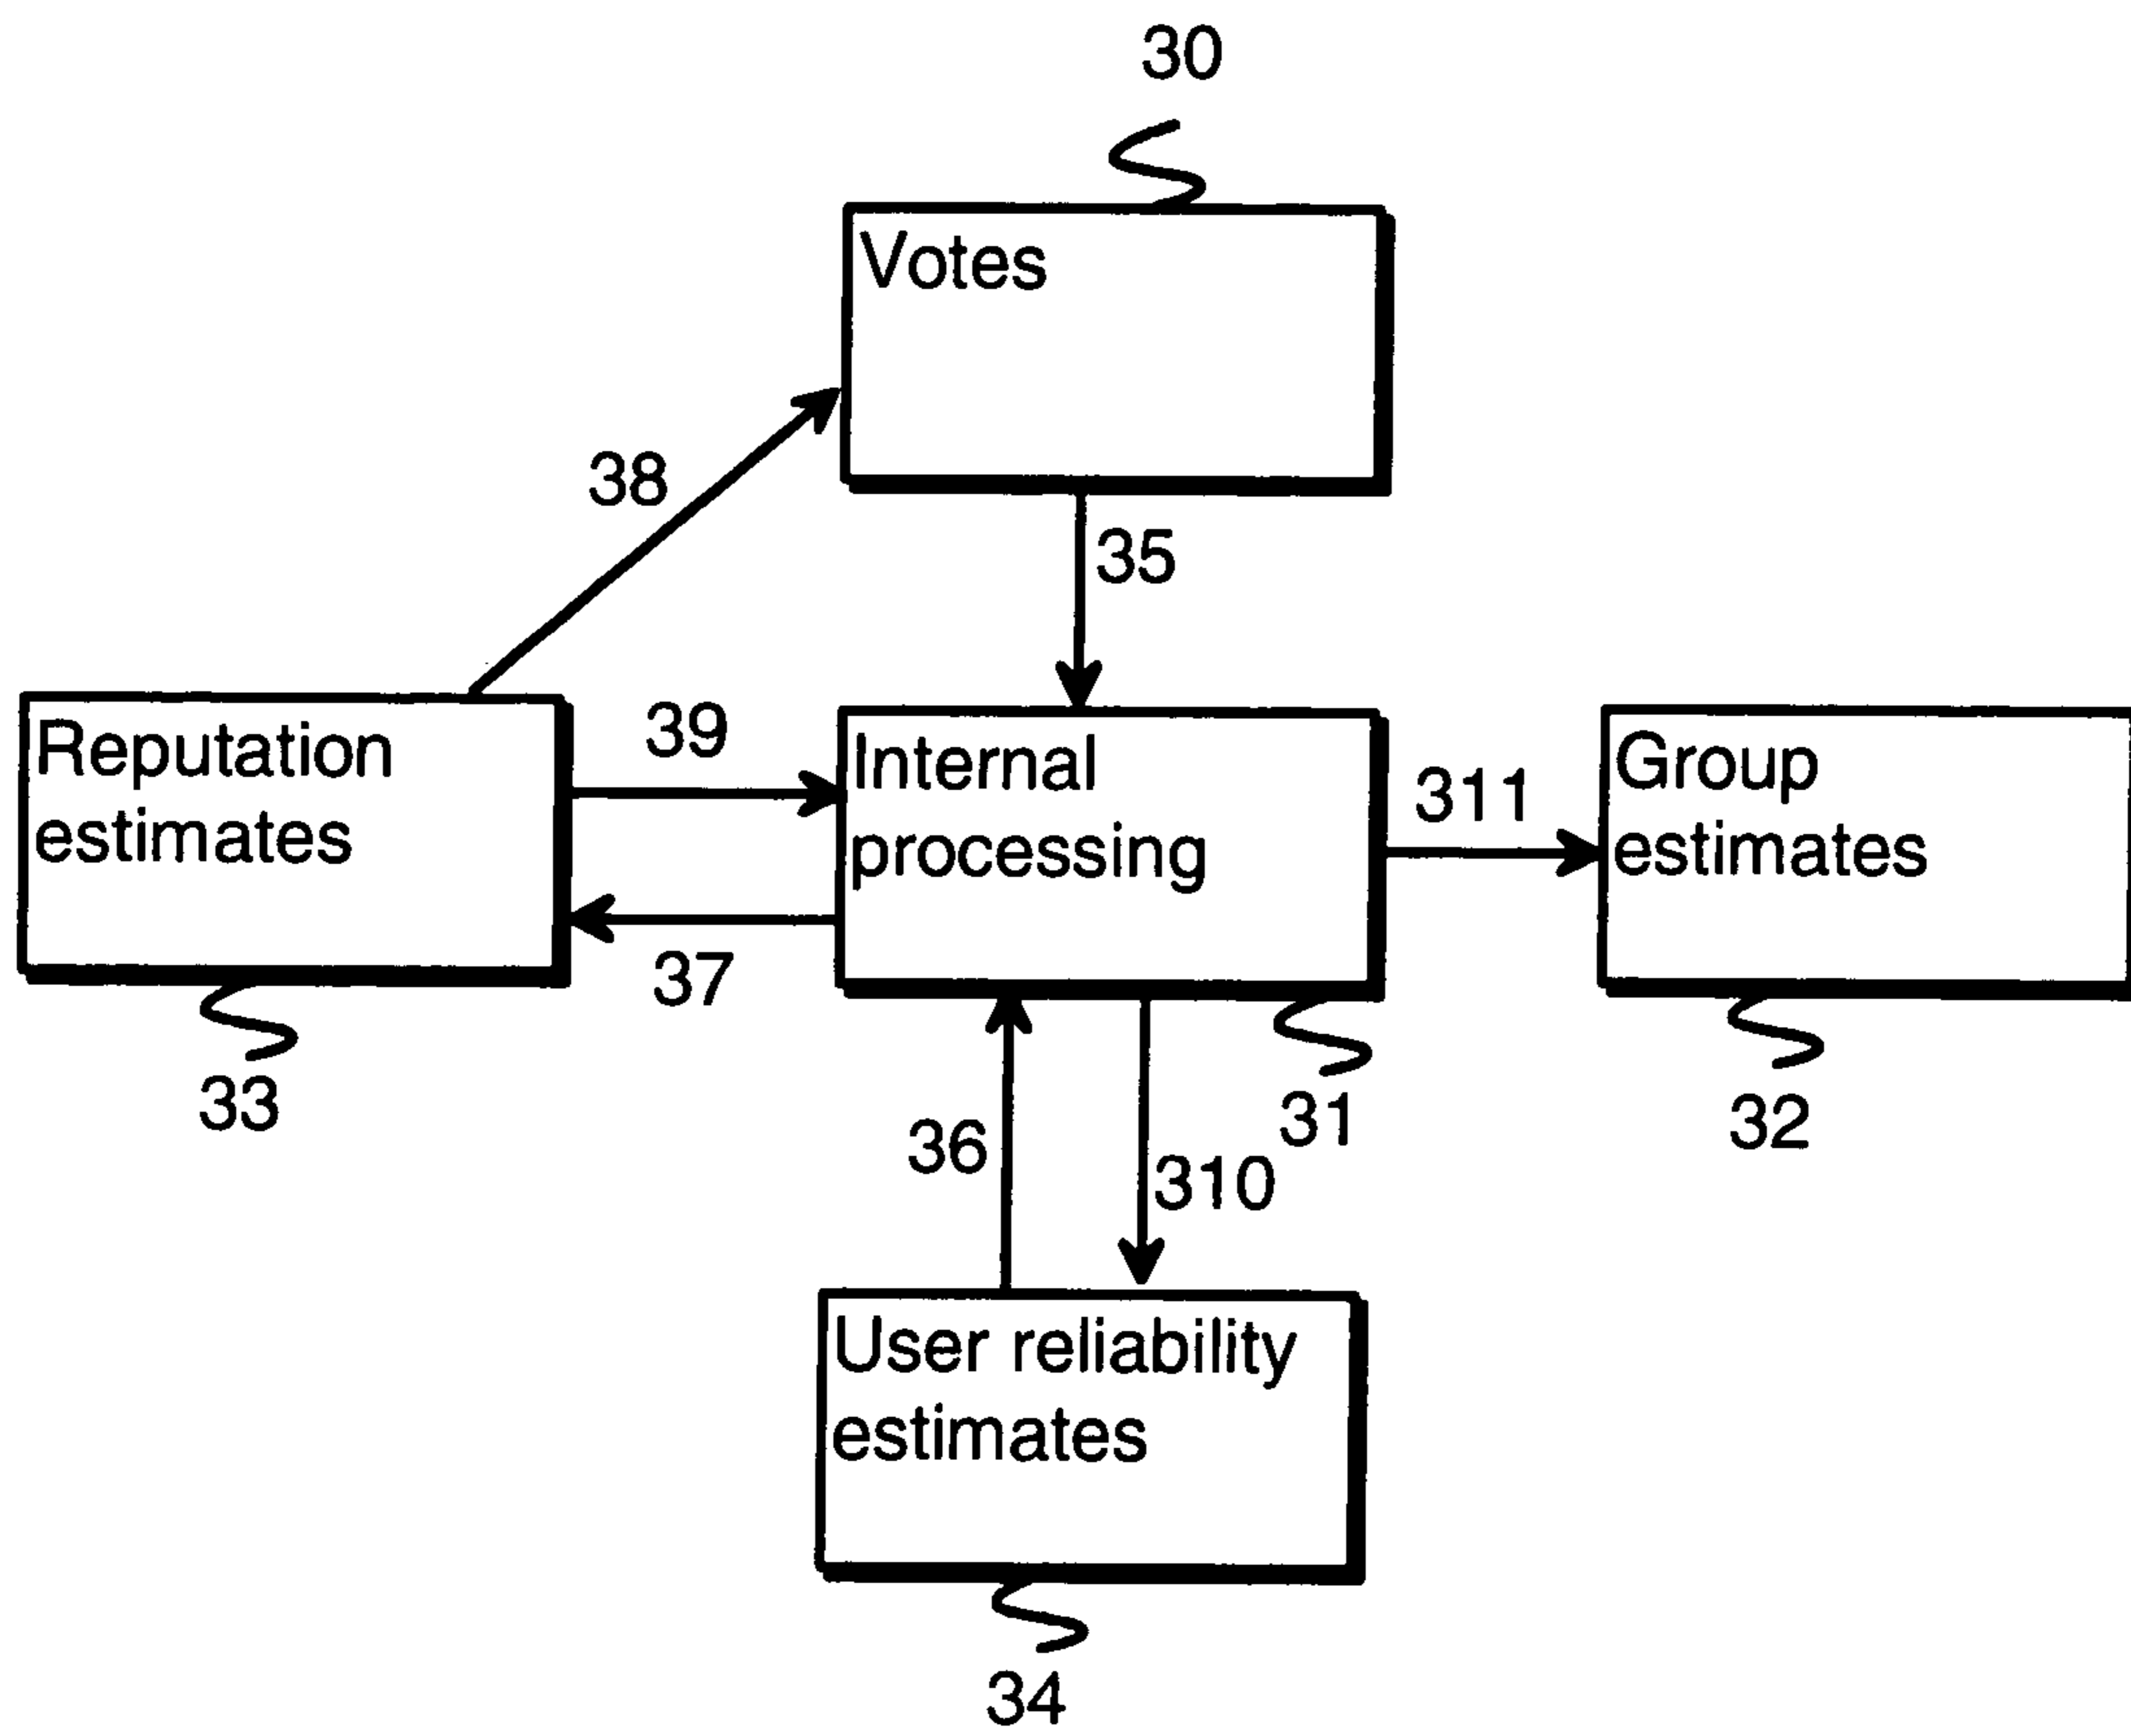 30
Votes
38
35
Reputation
estimates
39
Internal
processing
311
Group
estimates
37
33
36
310
31
32
User reliability
estimates
34